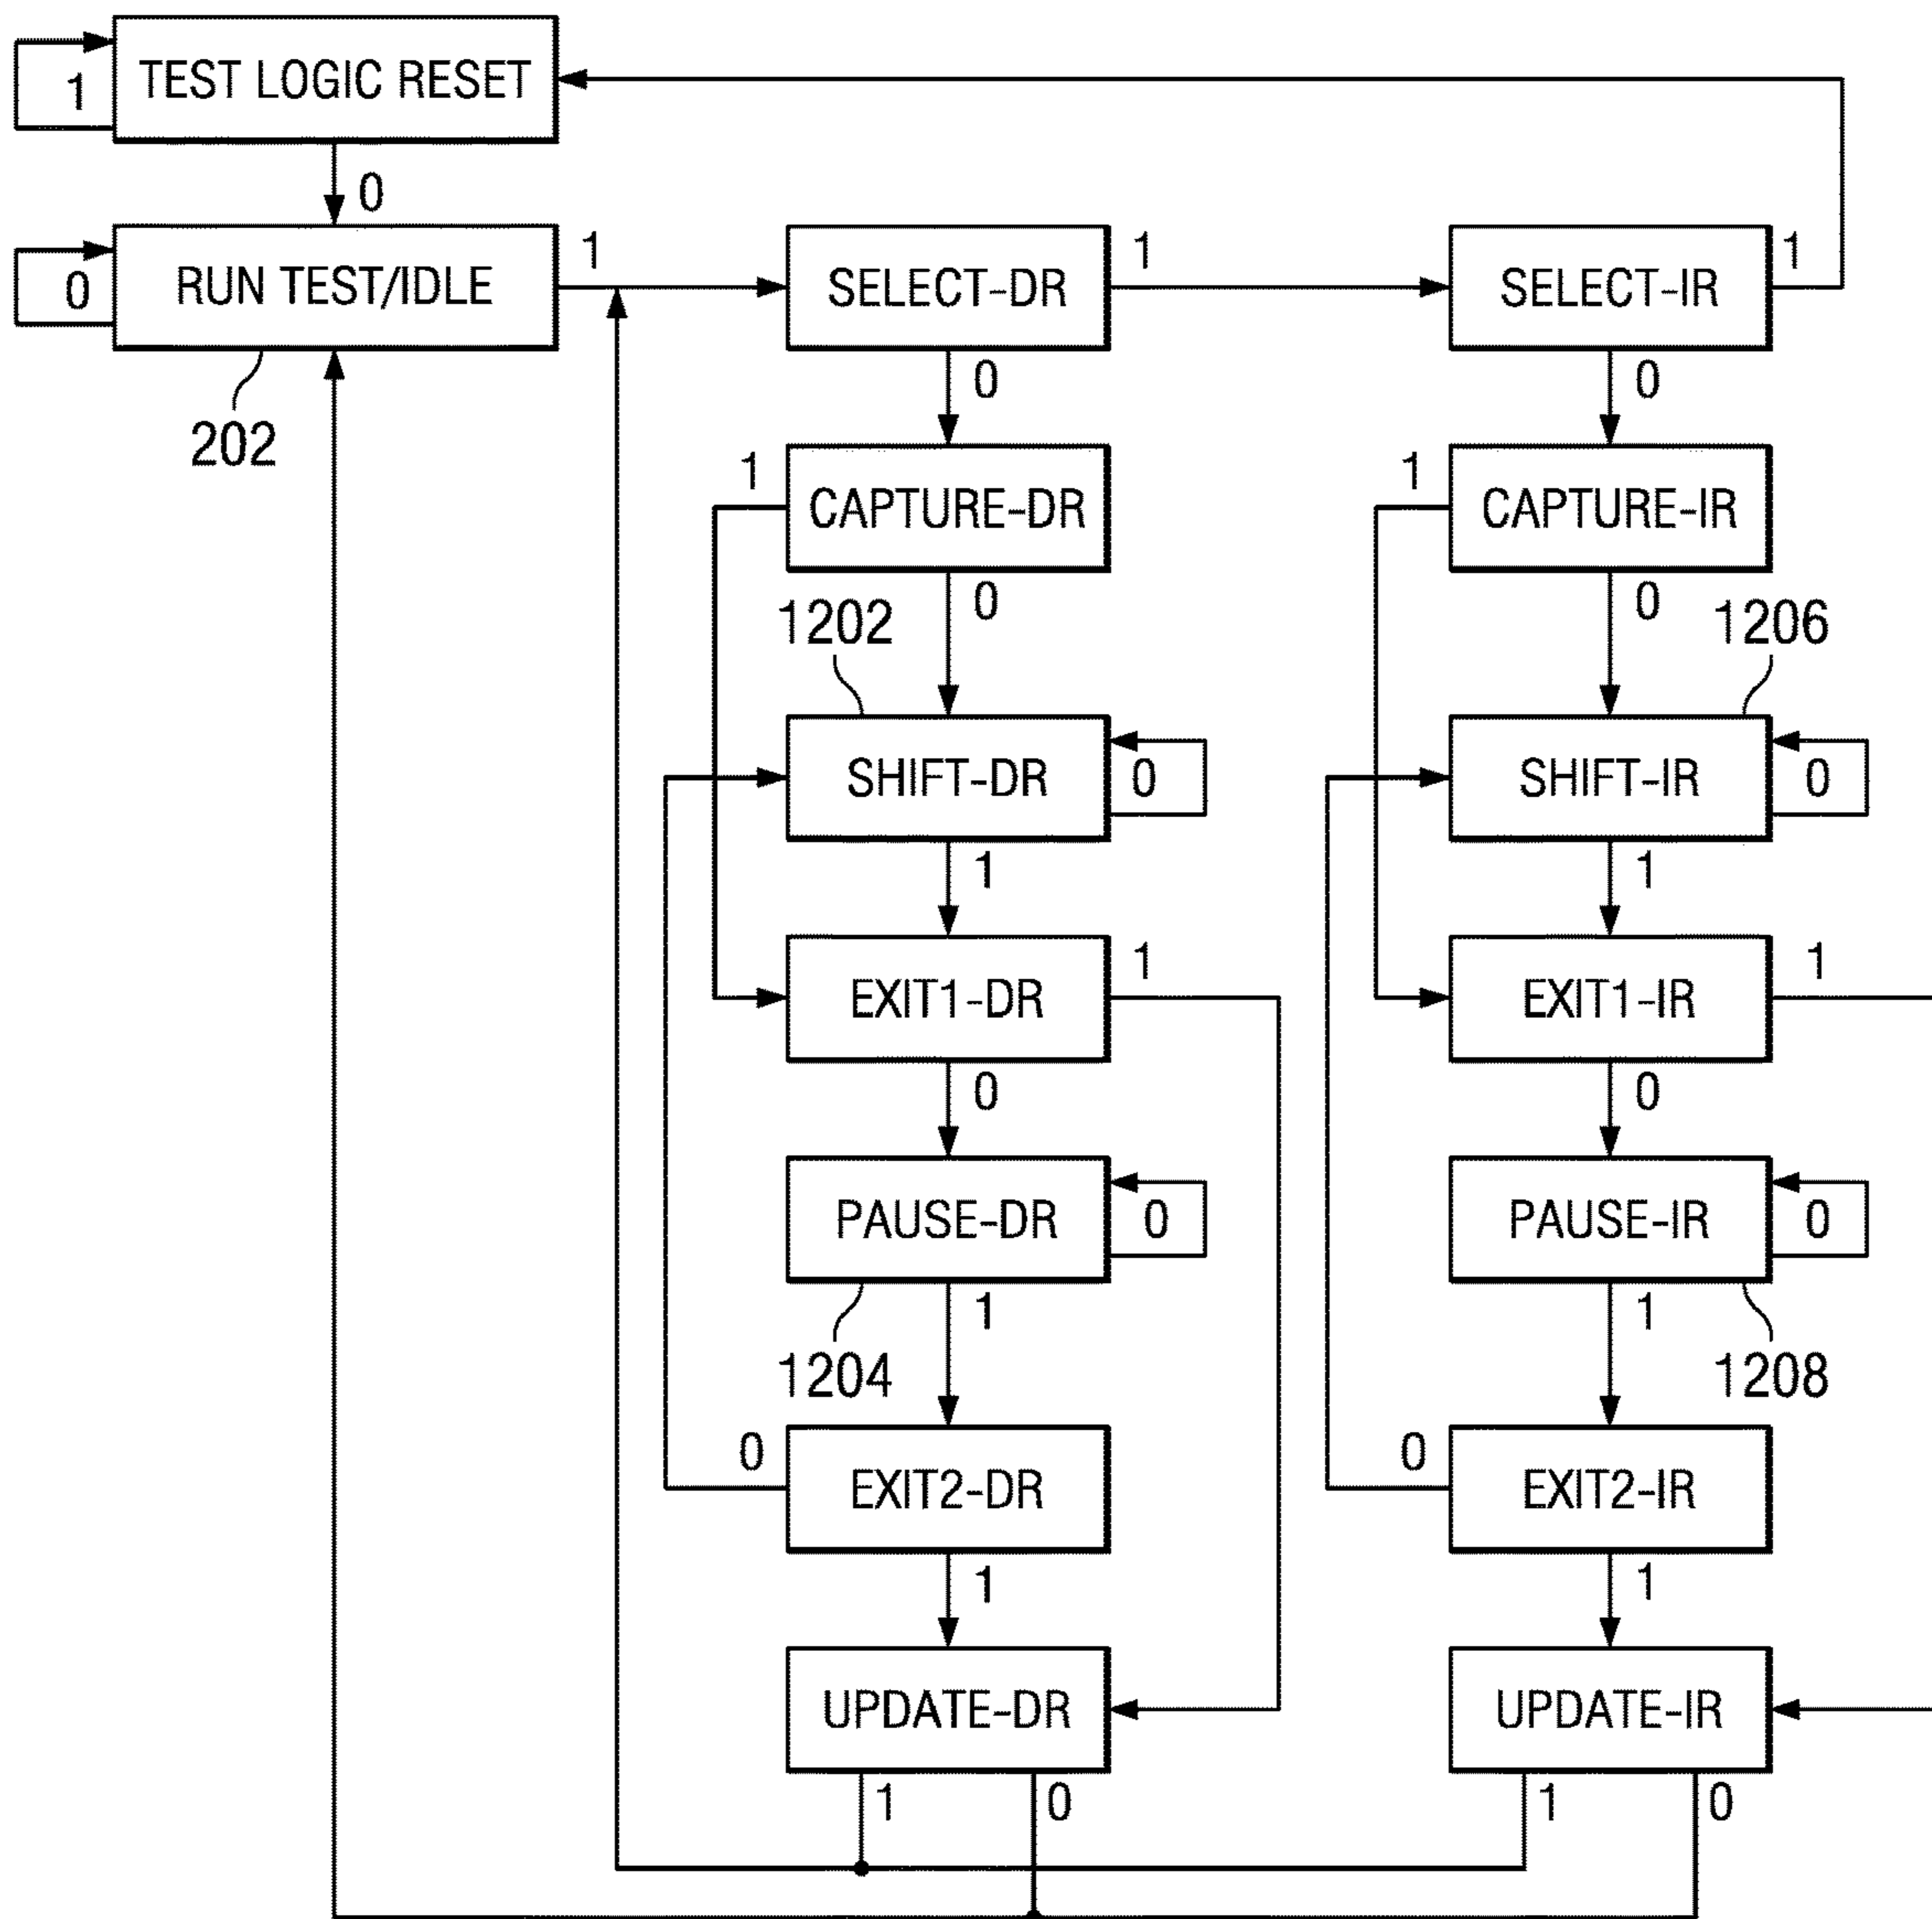 TEST LOGIC RESET
1
0
RUN TEST/IDLE
0
1
202
SELECT-DR
1
0
SELECT-IR
1
0
CAPTURE-DR
1
0
CAPTURE-IR
1
0
1202
1206
SHIFT-DR
0
1
SHIFT-IR
0
1
EXIT1-DR
1
0
EXIT1-IR
1
0
PAUSE-DR
0
1
PAUSE-IR
0
1
1204
1208
EXIT2-DR
0
1
EXIT2-IR
0
1
UPDATE-DR
1
0
UPDATE-IR
1
0